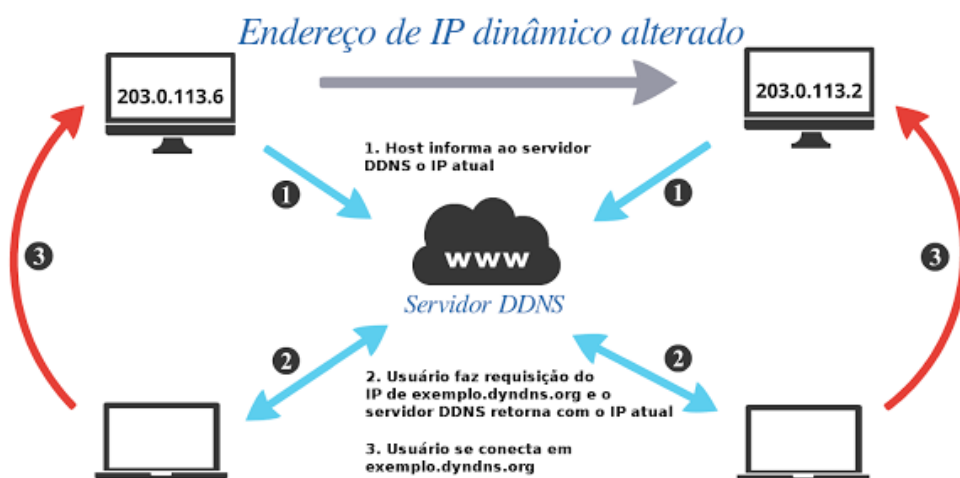 Endereço de IP dinâmico alterado
203.0.113.6
203.0.113.2
1. Host informa ao servidor
DDNS o IP atual
1
1
www
3
3
Servidor DDNS
2
2
2. Usuário faz requisição do
IP de exemplo.dyndns.org e o
servidor DDNS retorna com o IP atual
3. Usuário se conecta em
exemplo.dyndns.org